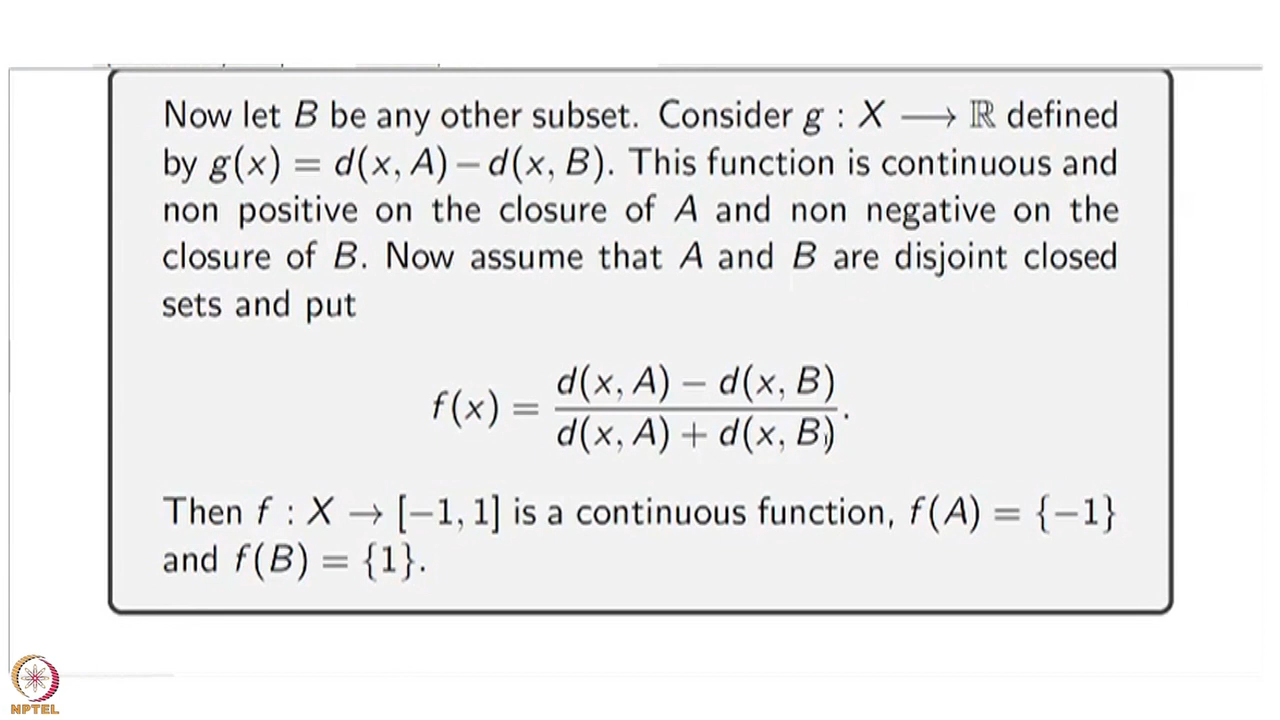 Now let B be any other subset. Consider g : X ⟶ ℝ defined
by g(x) = d(x, A) − d(x, B). This function is continuous and
non positive on the closure of A and non negative on the
closure of B. Now assume that A and B are disjoint closed
sets and put
f(x) = (d(x, A) − d(x, B)) / (d(x, A) + d(x, B)).
Then f : X → [−1, 1] is a continuous function, f(A) = {−1}
and f(B) = {1}.
NPTEL